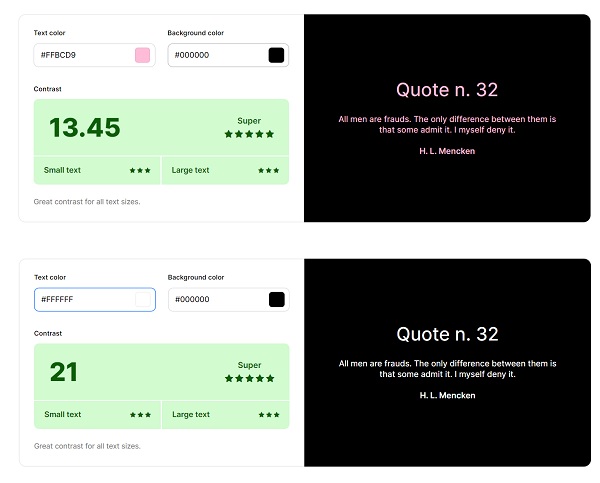 Text color
Background color
#FFBCD9
#000000
Contrast
13.45
Super
Small text
Large text
Great contrast for all text sizes.
Quote n. 32
All men are frauds. The only difference between them is
that some admit it. I myself deny it.
H. L. Mencken
Text color
Background color
#FFFFFF
#000000
Contrast
21
Super
Small text
Large text
Great contrast for all text sizes.
Quote n. 32
All men are frauds. The only difference between them is
that some admit it. I myself deny it.
H. L. Mencken